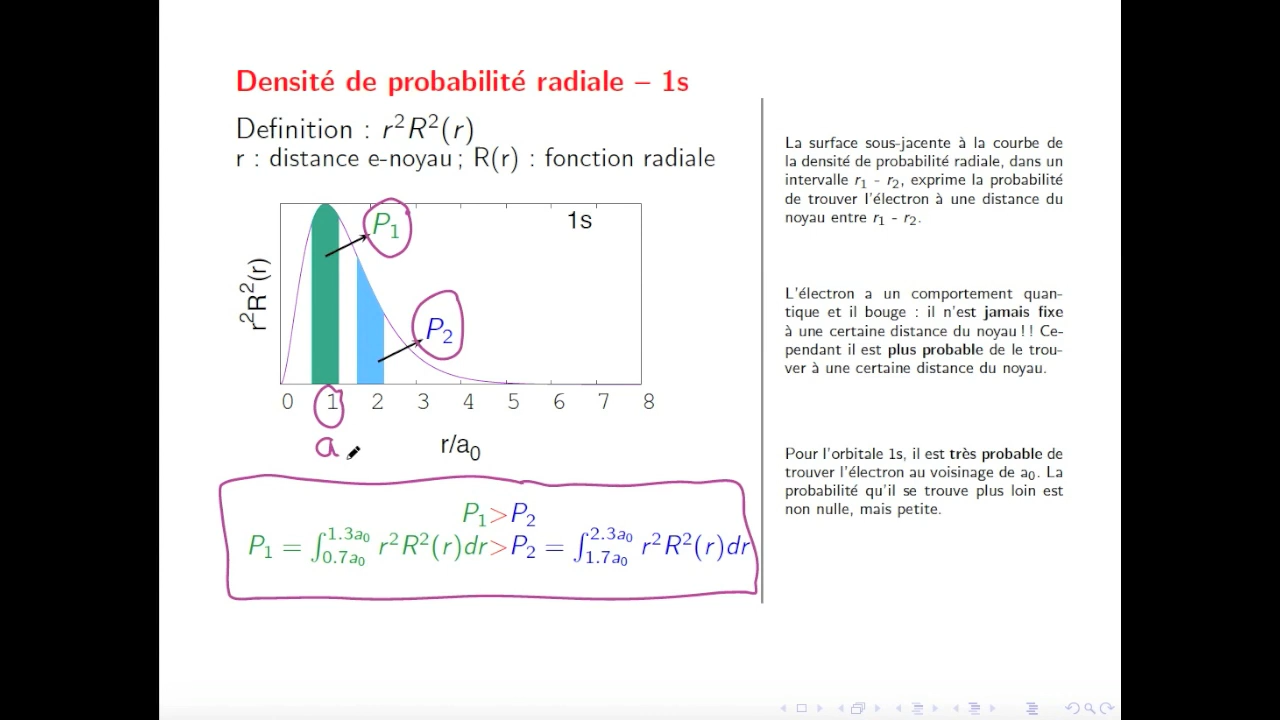 Densité de probabilité radiale – 1s
Definition : r²R²(r)
r : distance e-noyau ; R(r) : fonction radiale
1s
P₁
P₂
r²R²(r)
0 1 2 3 4 5 6 7 8
a
r/a₀
P₁>P₂
P₁ = ∫_{0.7a₀}^{1.3a₀} r²R²(r)dr>P₂ = ∫_{1.7a₀}^{2.3a₀} r²R²(r)dr
La surface sous-jacente à la courbe de
la densité de probabilité radiale, dans un
intervalle r₁ - r₂, exprime la probabilité
de trouver l'électron à une distance du
noyau entre r₁ - r₂.
L'électron a un comportement quan-
tique et il bouge : il n'est jamais fixe
à une certaine distance du noyau ! ! Ce-
pendant il est plus probable de le trou-
ver à une certaine distance du noyau.
Pour l'orbitale 1s, il est très probable de
trouver l'électron au voisinage de a₀. La
probabilité qu'il se trouve plus loin est
non nulle, mais petite.